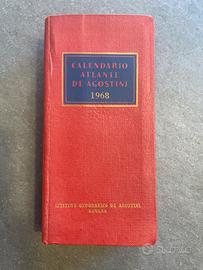 CALENDARIO
ATLANTE
DE AGOSTINI
1968
ISTITUTO GEOGRAFICO DE AGOSTINI
NOVARA